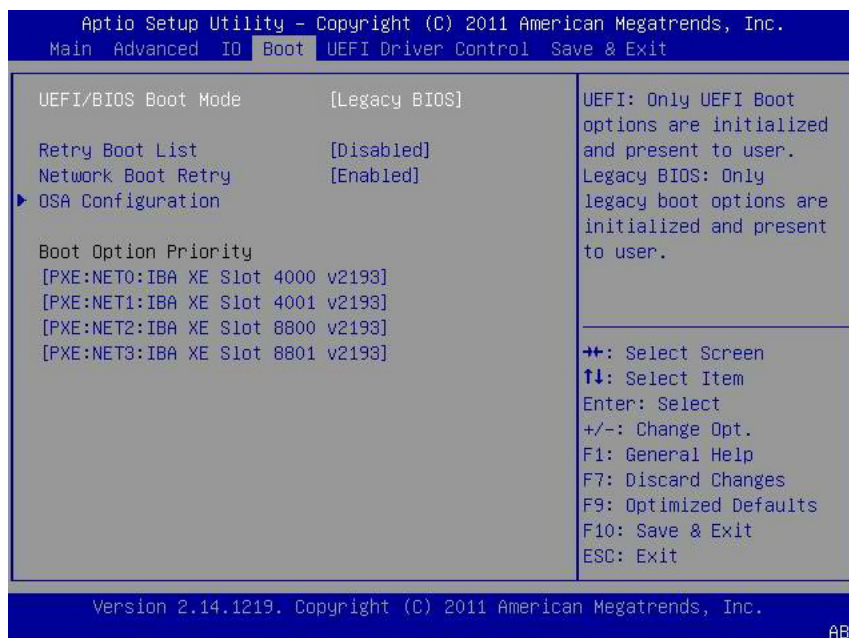 Aptio Setup Utility – Copyright (C) 2011 American Megatrends, Inc.
Main Advanced IO Boot UEFI Driver Control Save & Exit
UEFI/BIOS Boot Mode [Legacy BIOS]
Retry Boot List [Disabled]
Network Boot Retry [Enabled]
▶ OSA Configuration
Boot Option Priority
[PXE:NET0:IBA XE Slot 4000 v2193]
[PXE:NET1:IBA XE Slot 4001 v2193]
[PXE:NET2:IBA XE Slot 8800 v2193]
[PXE:NET3:IBA XE Slot 8801 v2193]
UEFI: Only UEFI Boot
options are initialized
and present to user.
Legacy BIOS: Only
legacy boot options are
initialized and present
to user.
→←: Select Screen
↑↓: Select Item
Enter: Select
+/-: Change Opt.
F1: General Help
F7: Discard Changes
F9: Optimized Defaults
F10: Save & Exit
ESC: Exit
Version 2.14.1219. Copyright (C) 2011 American Megatrends, Inc.
AB